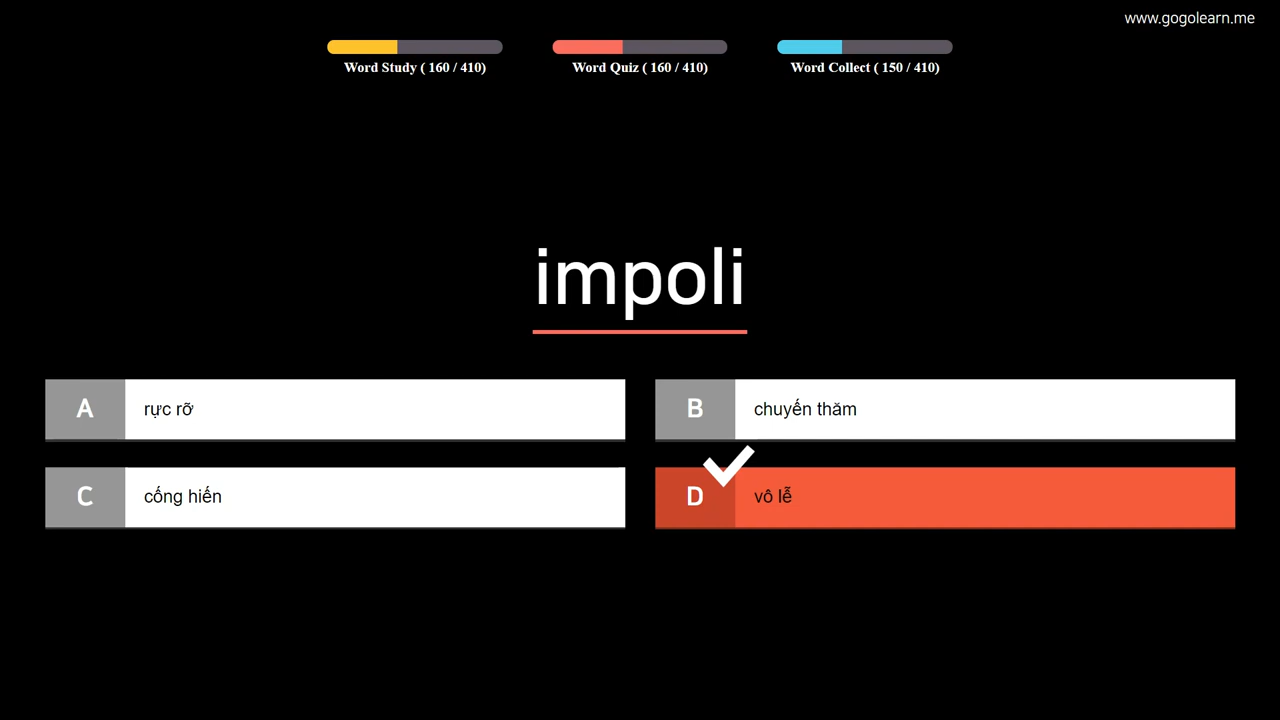 www.gogolearn.me
Word Study ( 160 / 410)
Word Quiz ( 160 / 410)
Word Collect ( 150 / 410)
impoli
A rực rỡ
B chuyến thăm
C cống hiến
D vô lễ